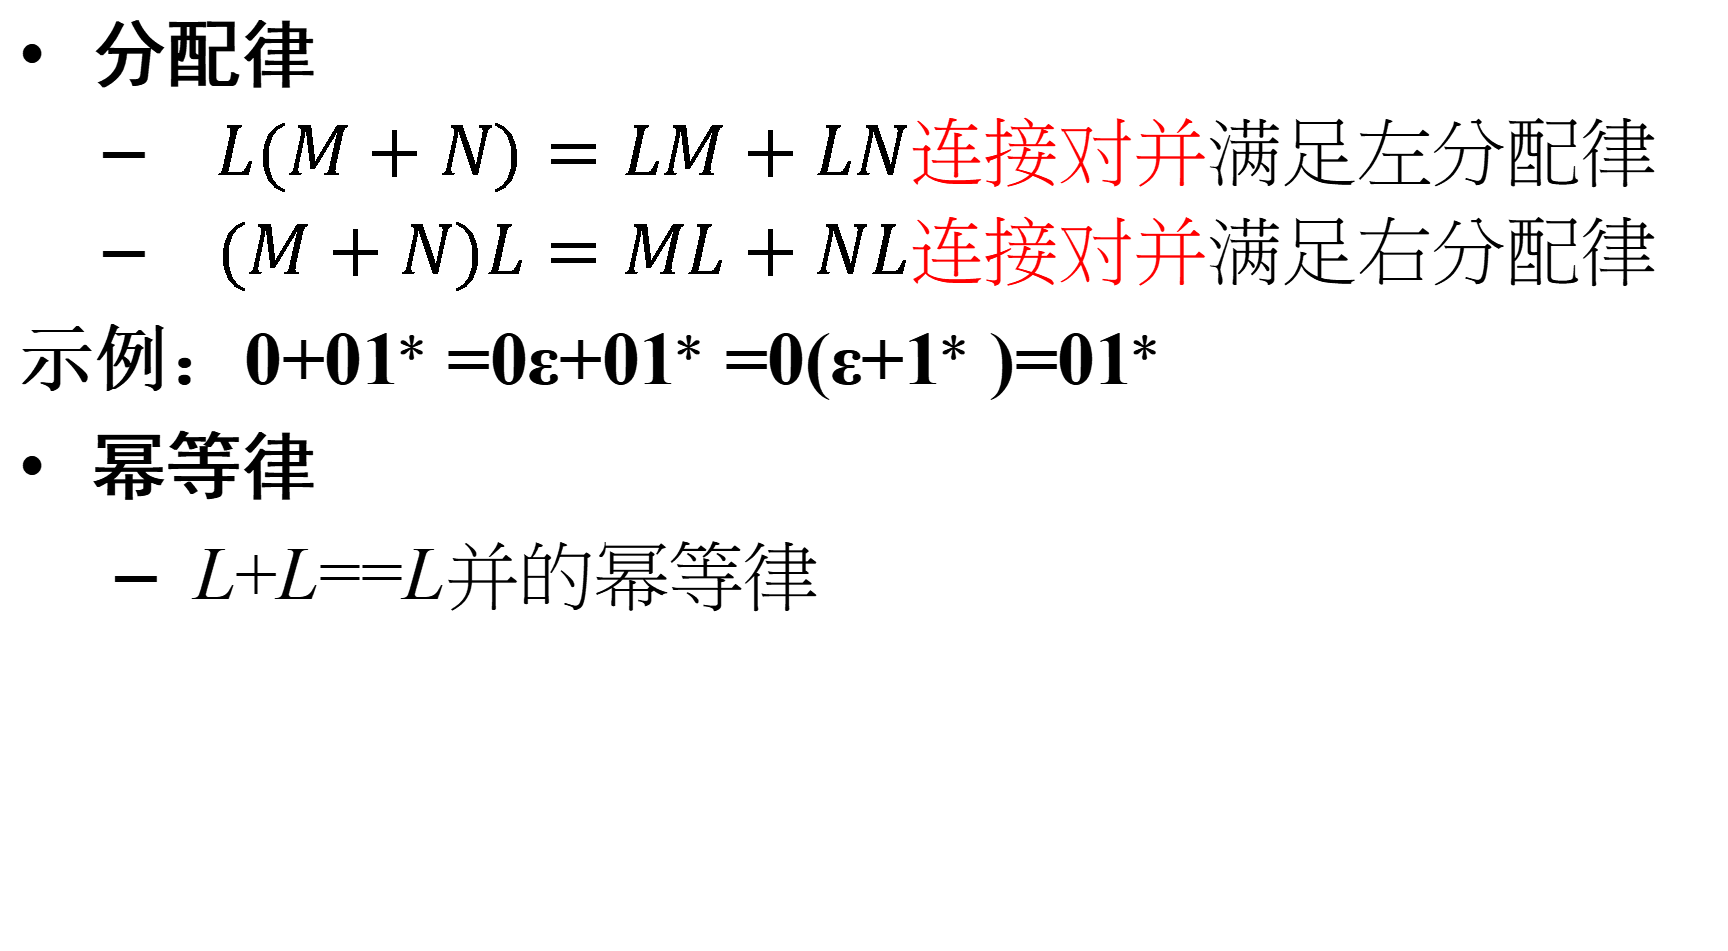 • 分配律
– L(M + N) = LM + LN连接对并满足左分配律
– (M + N)L = ML + NL连接对并满足右分配律
示例：0+01* =0ε+01* =0(ε+1* )=01*
• 幂等律
– L+L==L并的幂等律